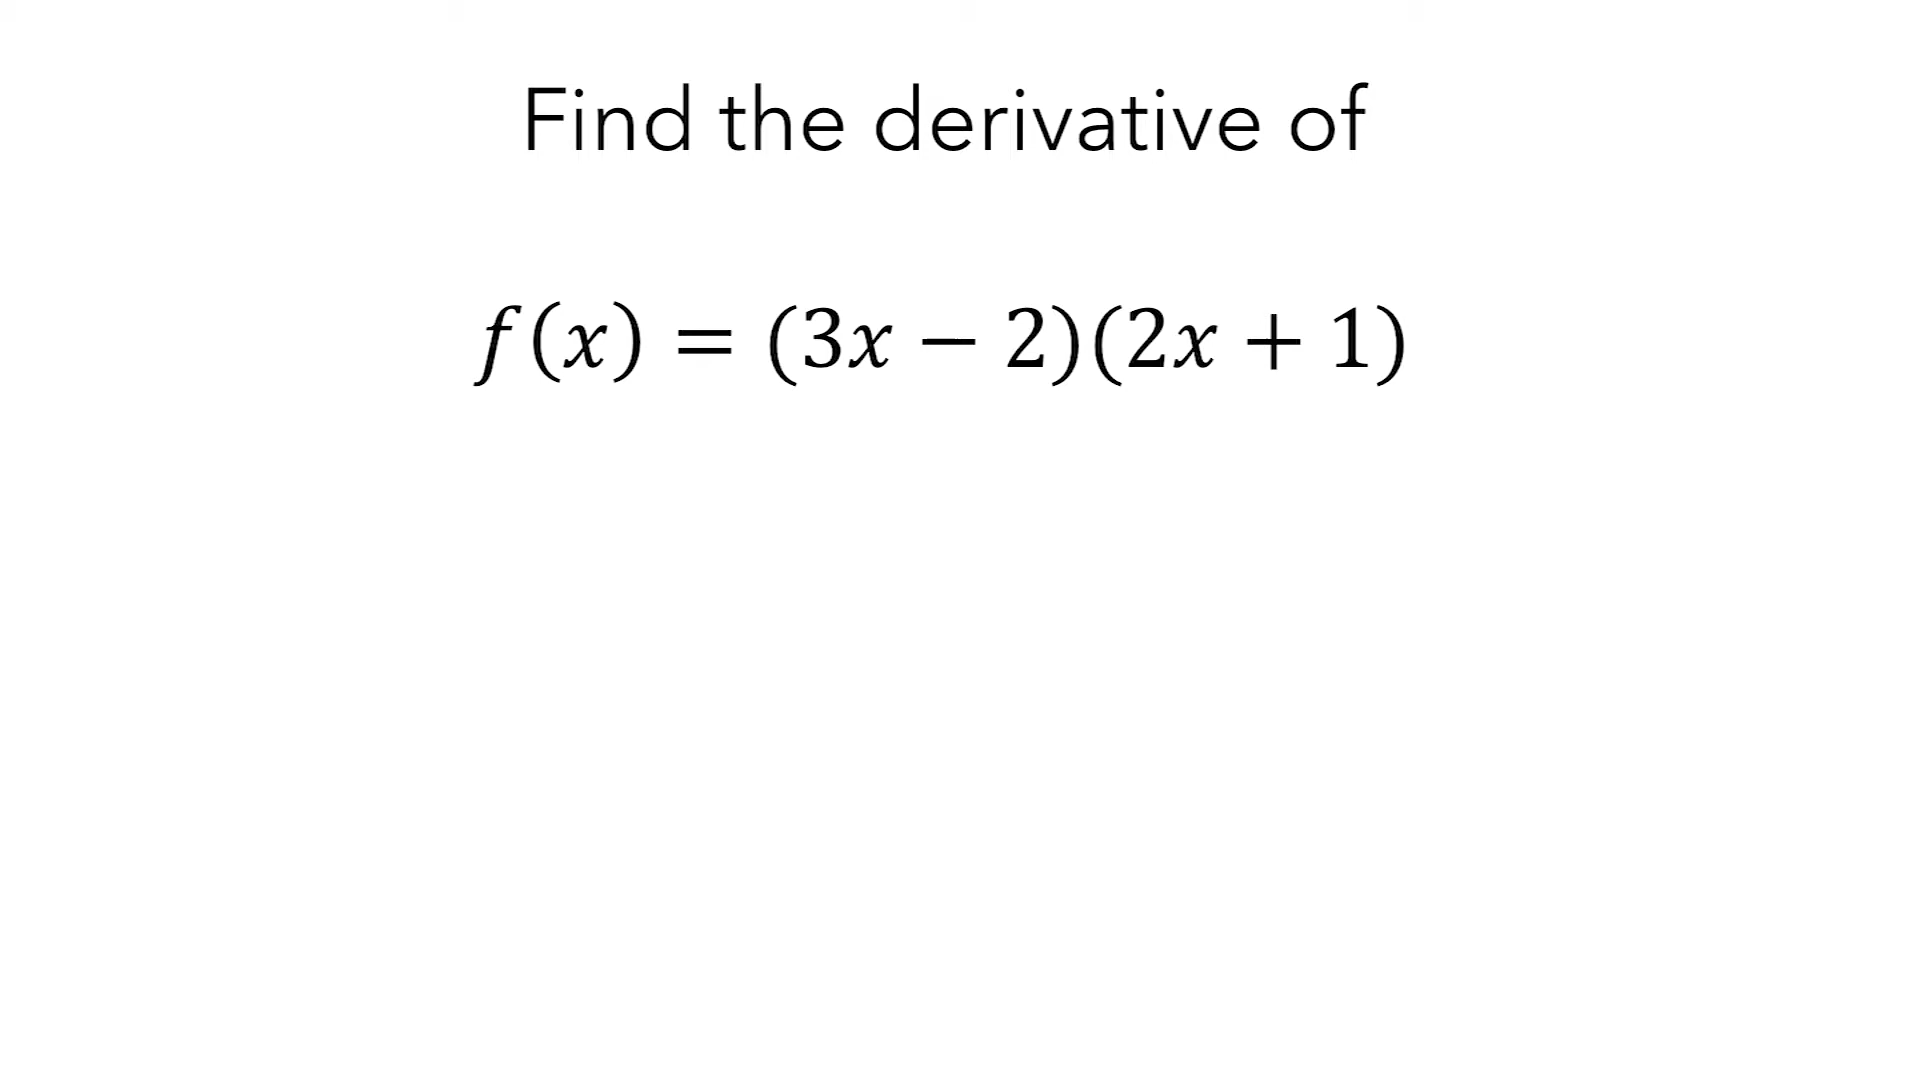 Find the derivative of
f(x) = (3x − 2)(2x + 1)